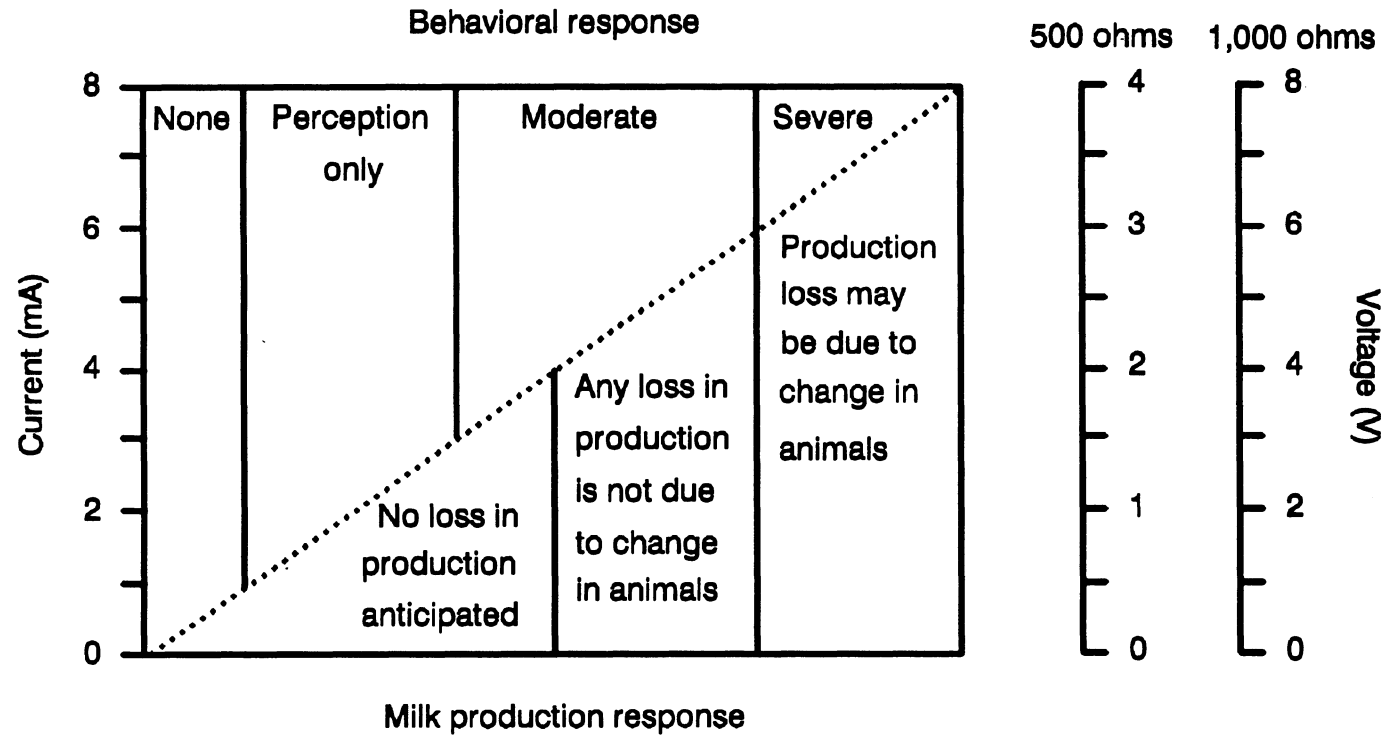 Behavioral response
500 ohms 1,000 ohms
8 None Perception only Moderate Severe 4 8
6 3 6
Production
loss may
be due to
change in
animals
4 2 4
Any loss in
production
is not due
to change
in animals
2 1 2
No loss in
production
anticipated
0 0 0
Current (mA)
Voltage (V)
Milk production response